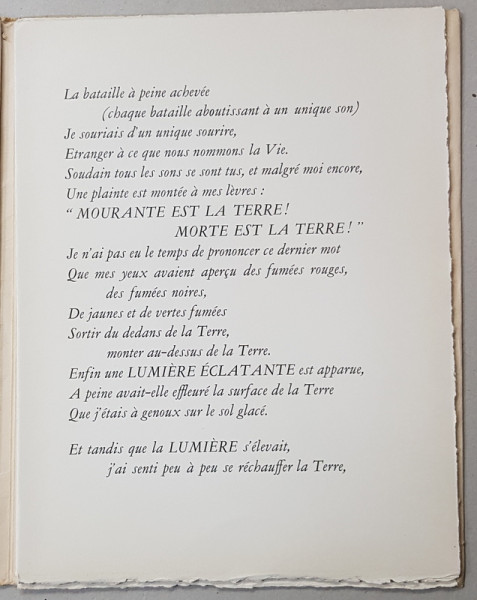 La bataille à peine achevée
(chaque bataille aboutissant à un unique son)
Je souriais d'un unique sourire,
Etranger à ce que nous nommons la Vie.
Soudain tous les sons se sont tus, et malgré moi encore,
Une plainte est montée à mes lèvres :
“ MOURANTE EST LA TERRE!
MORTE EST LA TERRE! ”
Je n'ai pas eu le temps de prononcer ce dernier mot
Que mes yeux avaient aperçu des fumées rouges,
des fumées noires,
De jaunes et de vertes fumées
Sortir du dedans de la Terre,
monter au-dessus de la Terre.
Enfin une LUMIÈRE ÉCLATANTE est apparue,
A peine avait-elle effleuré la surface de la Terre
Que j'étais à genoux sur le sol glacé.
Et tandis que la LUMIÈRE s'élevait,
j'ai senti peu à peu se réchauffer la Terre,